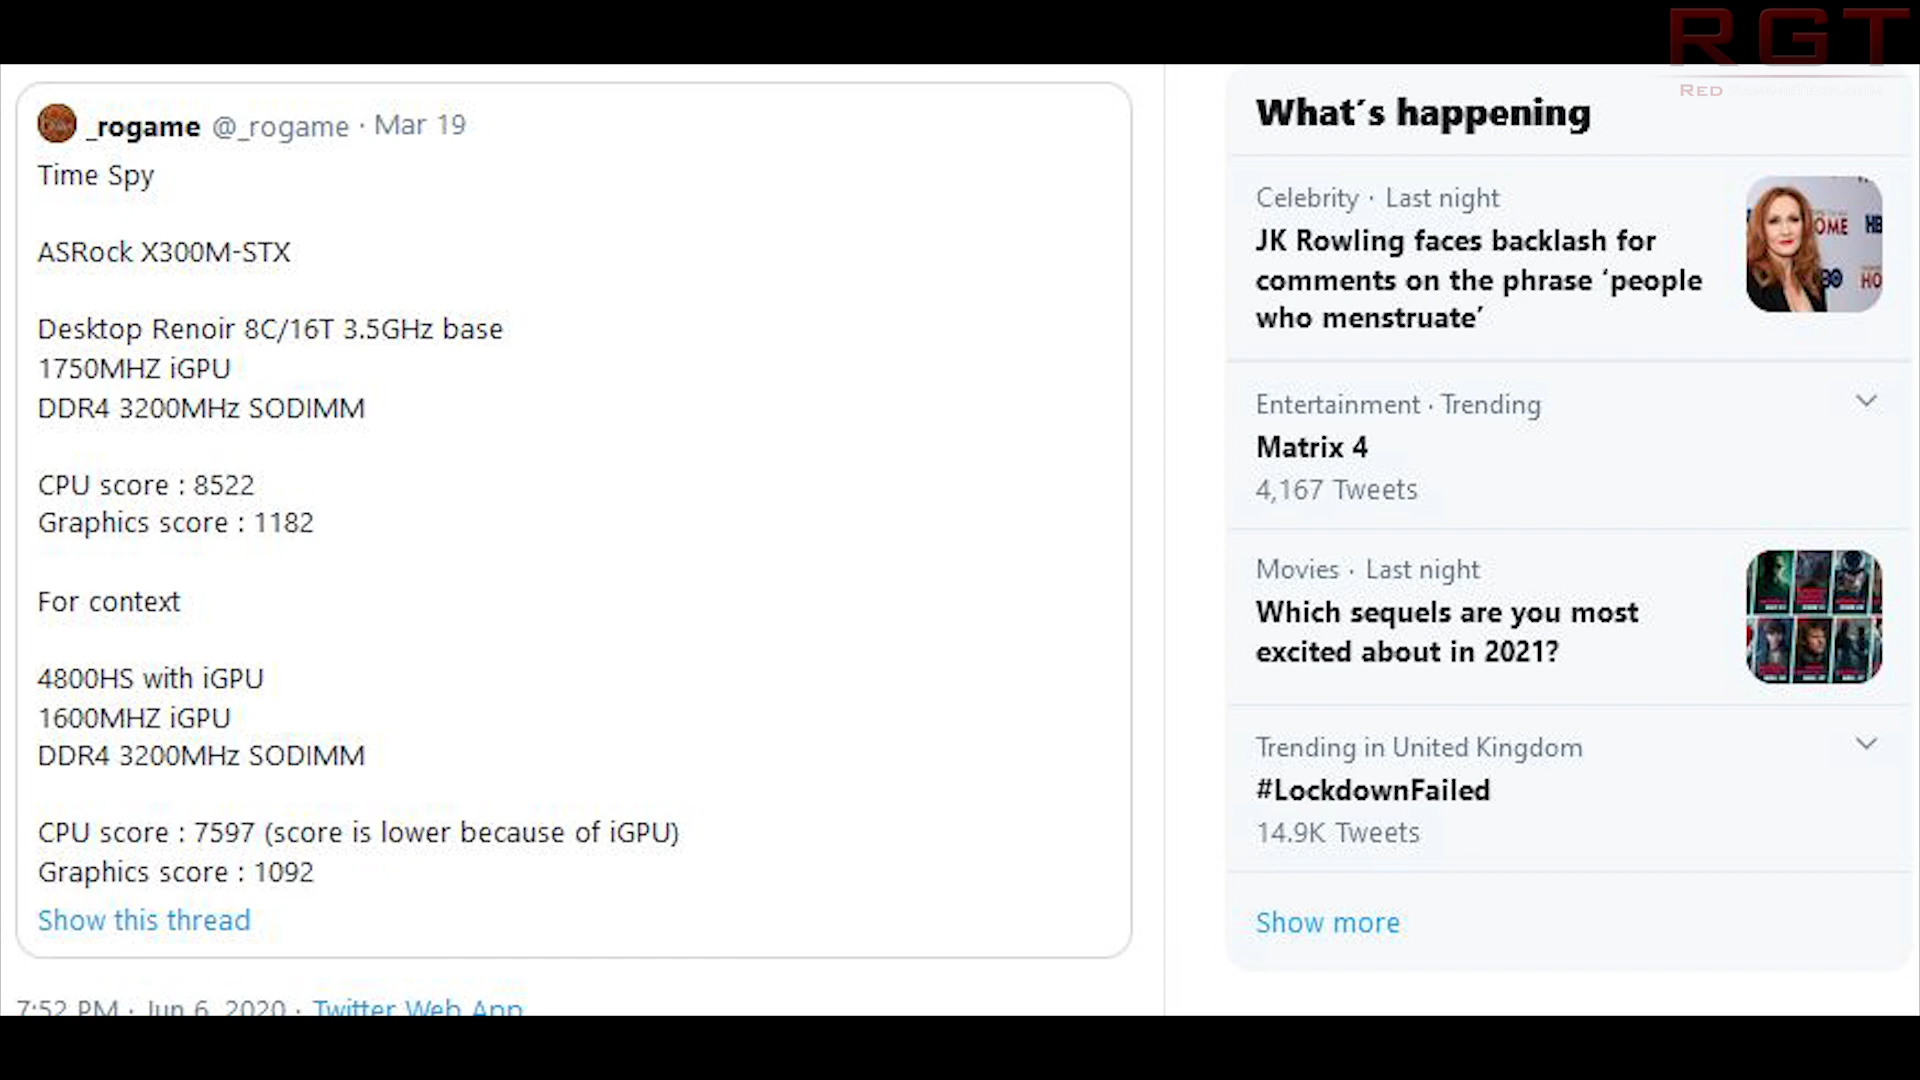 RGT
RED
_rogame @_rogame · Mar 19
Time Spy
ASRock X300M-STX
Desktop Renoir 8C/16T 3.5GHz base
1750MHZ iGPU
DDR4 3200MHz SODIMM
CPU score : 8522
Graphics score : 1182
For context
4800HS with iGPU
1600MHZ iGPU
DDR4 3200MHz SODIMM
CPU score : 7597 (score is lower because of iGPU)
Graphics score : 1092
Show this thread
7:52 PM · Jun 6, 2020 · Twitter Web App
What's happening
Celebrity · Last night
JK Rowling faces backlash for
comments on the phrase ‘people
who menstruate’
OME
HB
BO
HO
Entertainment · Trending
Matrix 4
4,167 Tweets
Movies · Last night
Which sequels are you most
excited about in 2021?
Trending in United Kingdom
#LockdownFailed
14.9K Tweets
Show more